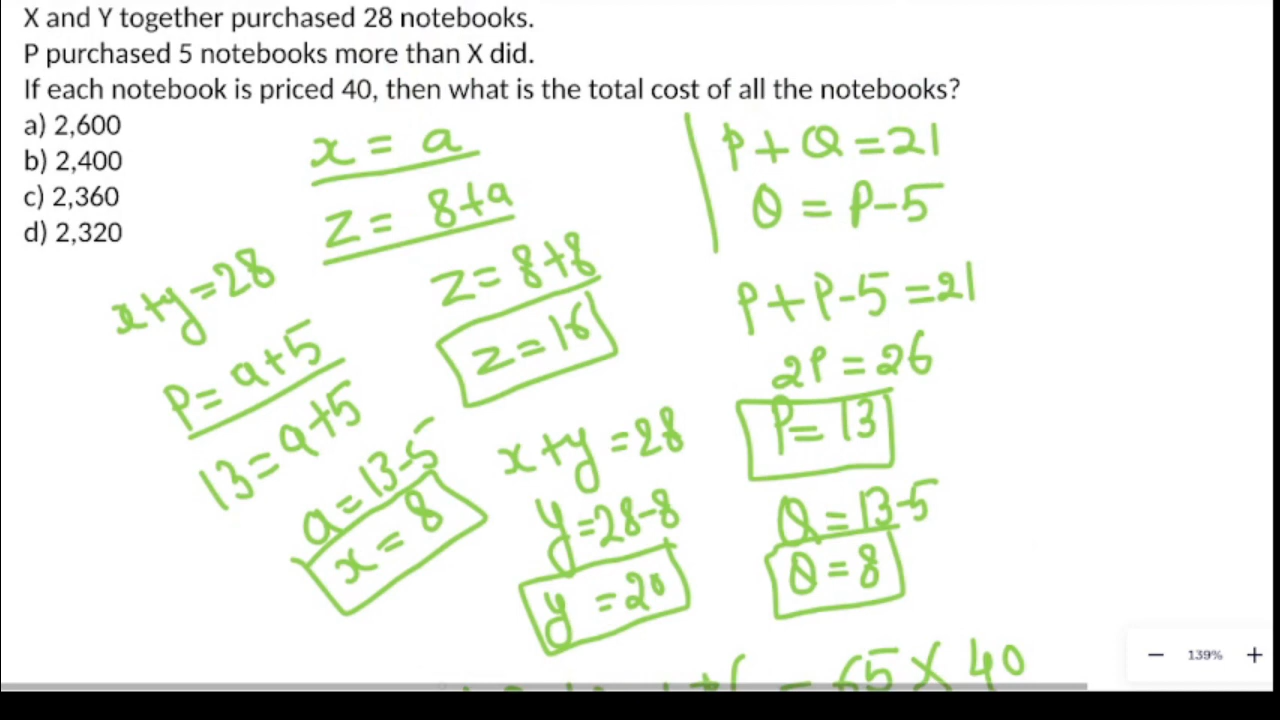 X and Y together purchased 28 notebooks.
P purchased 5 notebooks more than X did.
If each notebook is priced 40, then what is the total cost of all the notebooks?
a) 2,600
b) 2,400
c) 2,360
d) 2,320
x = a
z = 8+a
z = 8+8
z = 16
x+y=28
P = a+5
13 = a+5
a = 13-5
x = 8
x+y=28
y=28-8
y = 20
P+Q=21
Q = P-5
P+P-5=21
2P = 26
P= 13
Q = 13-5
Q = 8
= 65 X 40
139%